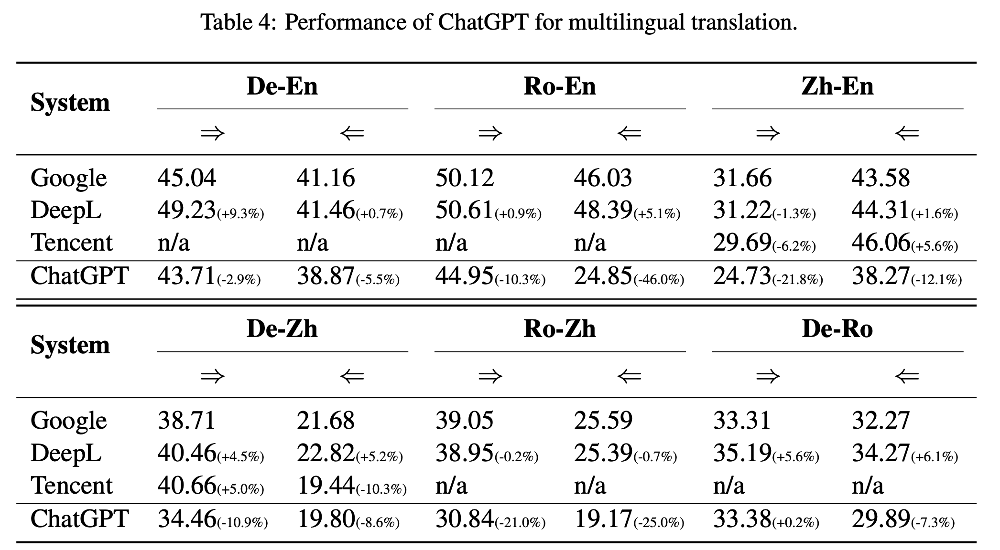 Table 4: Performance of ChatGPT for multilingual translation.
System De-En Ro-En Zh-En
⇒ ⇐ ⇒ ⇐ ⇒ ⇐
Google 45.04 41.16 50.12 46.03 31.66 43.58
DeepL 49.23(+9.3%) 41.46(+0.7%) 50.61(+0.9%) 48.39(+5.1%) 31.22(-1.3%) 44.31(+1.6%)
Tencent n/a n/a n/a n/a 29.69(-6.2%) 46.06(+5.6%)
ChatGPT 43.71(-2.9%) 38.87(-5.5%) 44.95(-10.3%) 24.85(-46.0%) 24.73(-21.8%) 38.27(-12.1%)
System De-Zh Ro-Zh De-Ro
⇒ ⇐ ⇒ ⇐ ⇒ ⇐
Google 38.71 21.68 39.05 25.59 33.31 32.27
DeepL 40.46(+4.5%) 22.82(+5.2%) 38.95(-0.2%) 25.39(-0.7%) 35.19(+5.6%) 34.27(+6.1%)
Tencent 40.66(+5.0%) 19.44(-10.3%) n/a n/a n/a n/a
ChatGPT 34.46(-10.9%) 19.80(-8.6%) 30.84(-21.0%) 19.17(-25.0%) 33.38(+0.2%) 29.89(-7.3%)